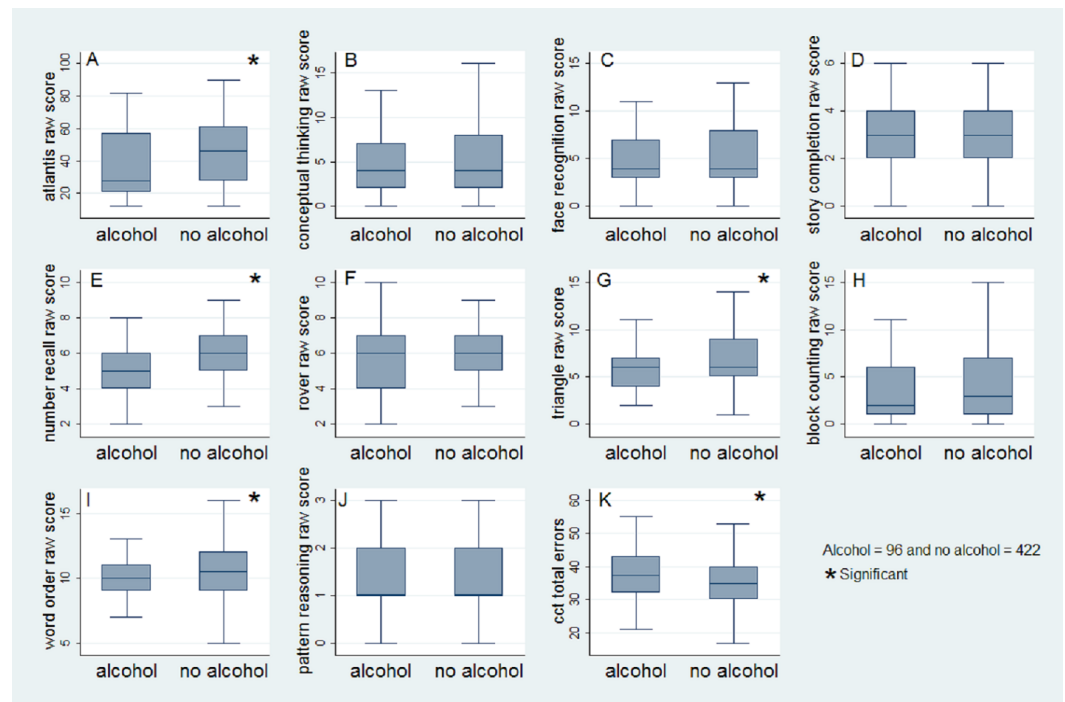 A
*
atlantis raw score
100
80
60
40
20
alcohol no alcohol
B
conceptual thinking raw score
15
10
5
0
alcohol no alcohol
C
face recognition raw score
15
10
5
0
alcohol no alcohol
D
story completion raw score
6
4
2
0
alcohol no alcohol
E
*
number recall raw score
10
8
6
4
2
alcohol no alcohol
F
rover raw score
10
8
6
4
2
alcohol no alcohol
G
*
triangle raw score
15
10
5
0
alcohol no alcohol
H
block counting raw score
15
10
5
0
alcohol no alcohol
I
*
word order raw score
15
10
5
alcohol no alcohol
J
pattern reasoning raw score
3
2
1
0
alcohol no alcohol
K
*
cct total errors
60
50
40
30
20
alcohol no alcohol
Alcohol = 96 and no alcohol = 422
* Significant